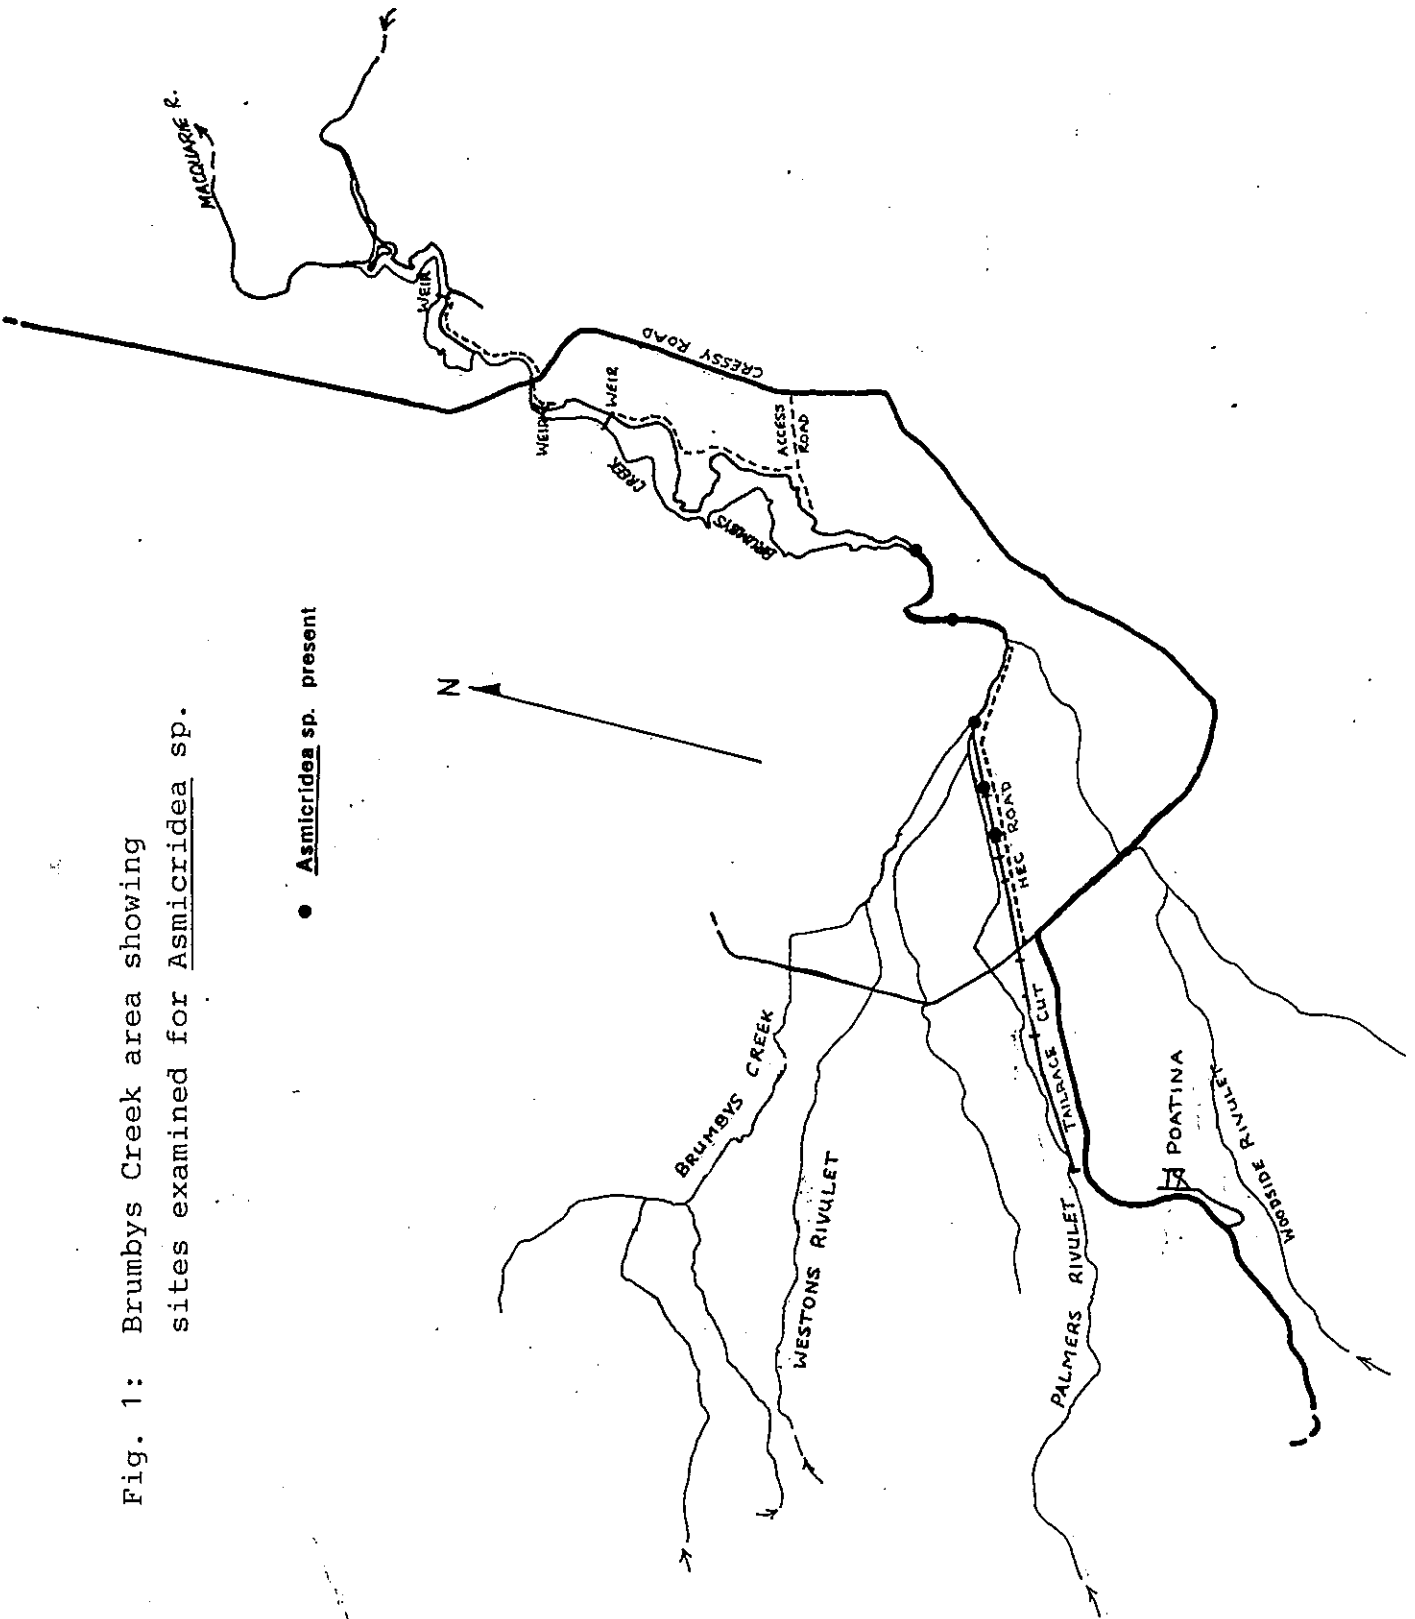 Fig. 1: Brumbys Creek area showing
sites examined for Asmicridea sp.
● Asmicridea sp. present
N
MACQUARIE R.
WEIR
CRESSY ROAD
WEIR
WEIR
ACCESS
ROAD
BRUMBYS
CREEK
HEC ROAD
TAILRACE CUT
BRUMBYS CREEK
WESTONS RIVULET
PALMERS RIVULET
POATINA
WOODSIDE RIVULET